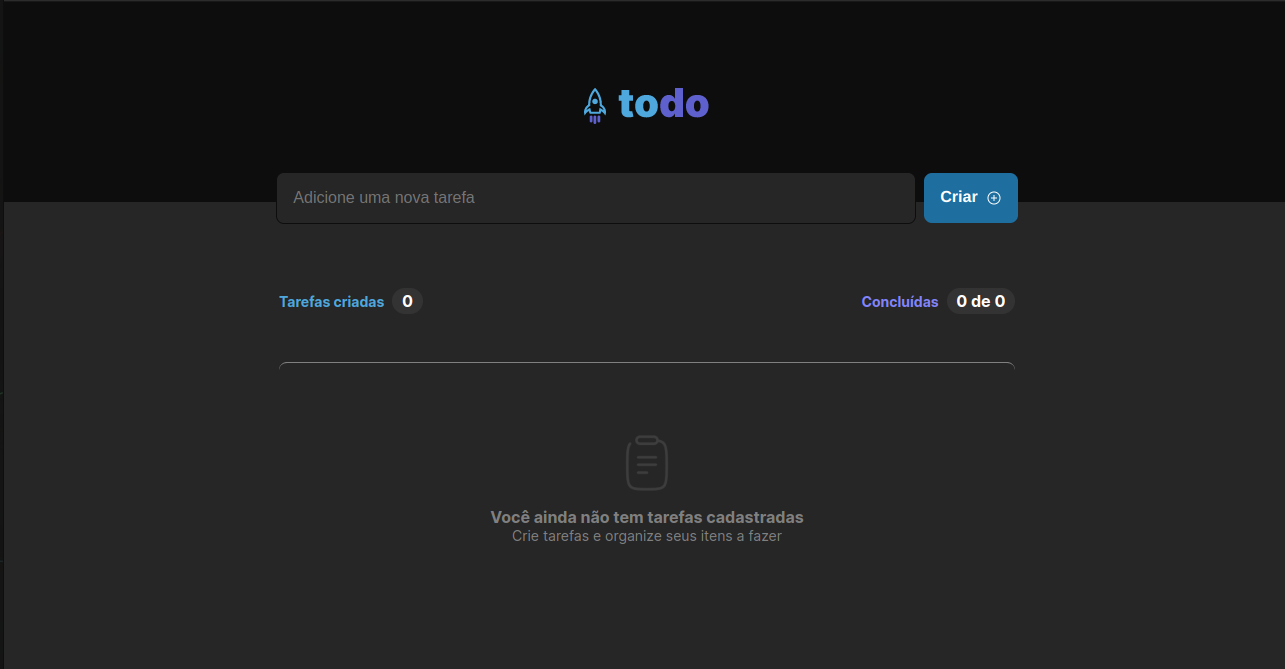 todo
Adicione uma nova tarefa
Criar
Tarefas criadas 0
Concluídas 0 de 0
Você ainda não tem tarefas cadastradas
Crie tarefas e organize seus itens a fazer